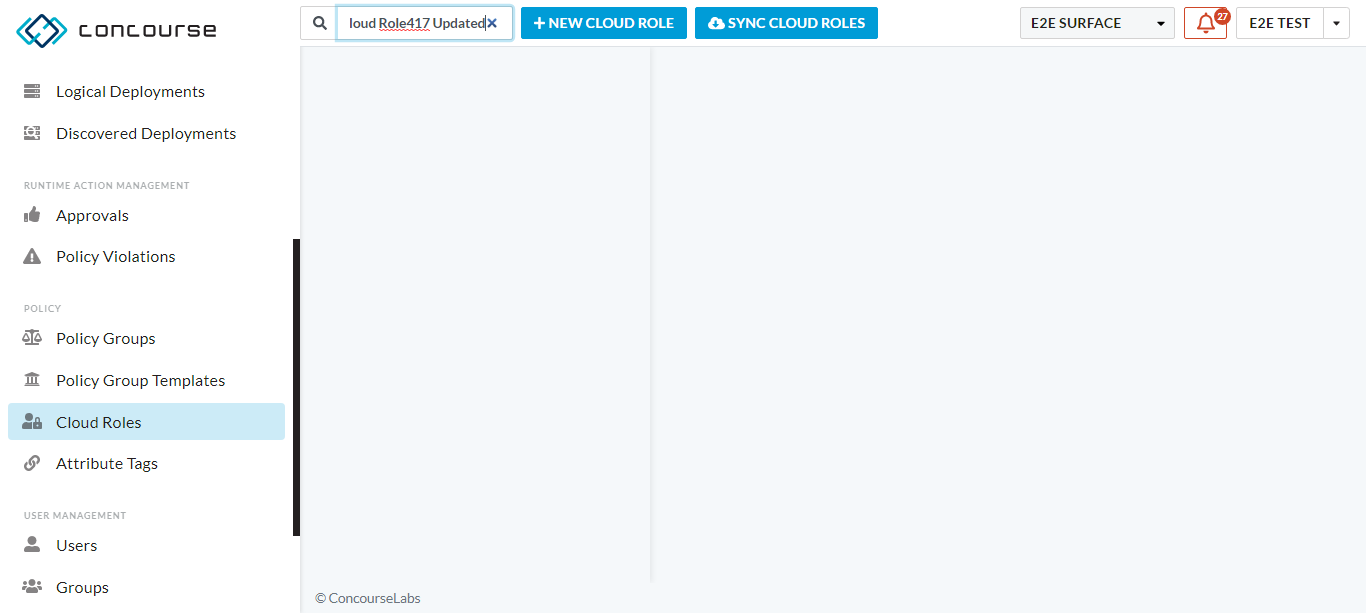 concourse
loud Role417 Updated
NEW CLOUD ROLE
SYNC CLOUD ROLES
E2E SURFACE
27
E2E TEST
Logical Deployments
Discovered Deployments
RUNTIME ACTION MANAGEMENT
Approvals
Policy Violations
POLICY
Policy Groups
Policy Group Templates
Cloud Roles
Attribute Tags
USER MANAGEMENT
Users
Groups
© ConcourseLabs